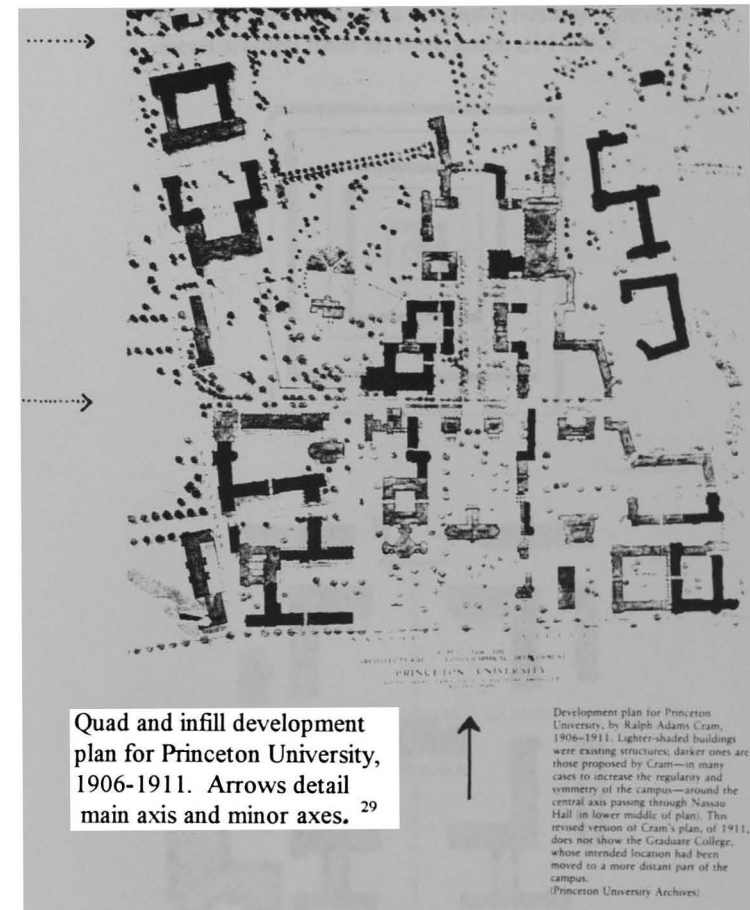 ARCHITECTURAL
DEVELOPMENT
PRINCETON UNIVERSITY
Quad and infill development
plan for Princeton University,
1906-1911. Arrows detail
main axis and minor axes. 29
Development plan for Princeton
University, by Ralph Adams Cram,
1906–1911. Lighter-shaded buildings
were existing structures; darker ones are
those proposed by Cram—in many
cases to increase the regularity and
symmetry of the campus—around the
central axis passing through Nassau
Hall (in lower middle of plan). This
revised version of Cram's plan, of 1911,
does not show the Graduate College,
whose intended location had been
moved to a more distant part of the
campus.
(Princeton University Archives)